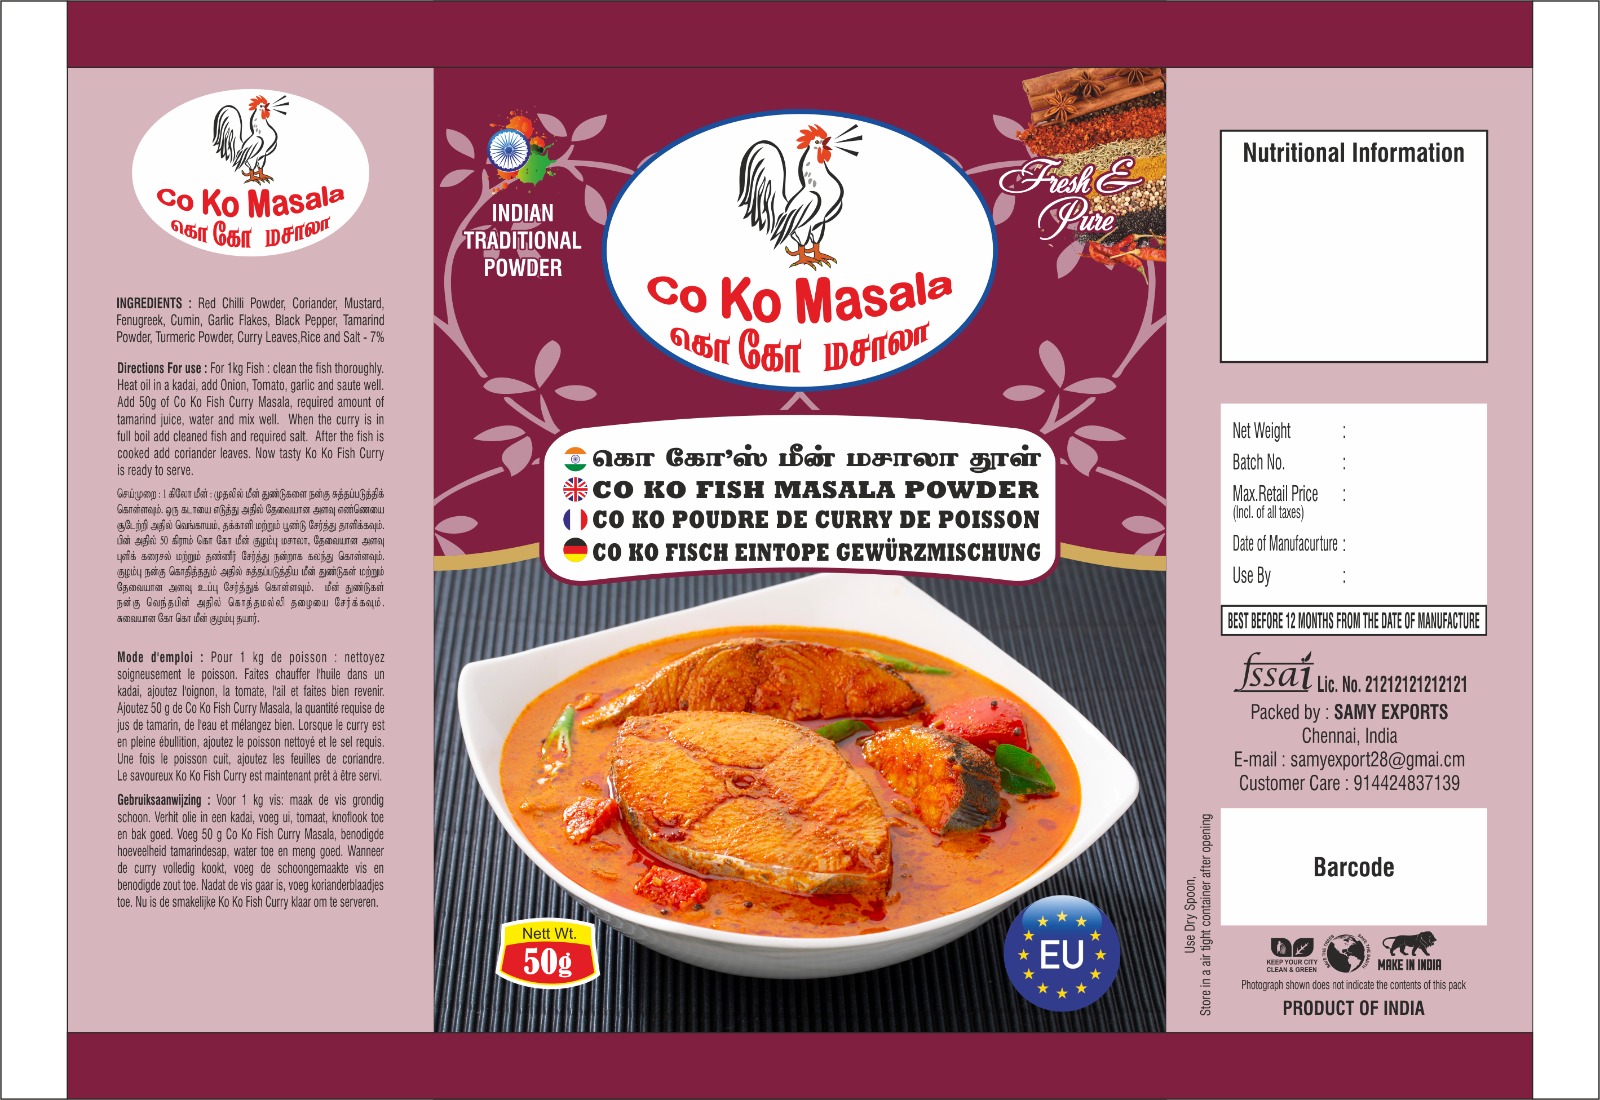 Co Ko Masala
கொ கோ மசாலா
INGREDIENTS : Red Chilli Powder, Coriander, Mustard,
Fenugreek, Cumin, Garlic Flakes, Black Pepper, Tamarind
Powder, Turmeric Powder, Curry Leaves,Rice and Salt - 7%
Directions For use : For 1kg Fish : clean the fish thoroughly.
Heat oil in a kadai, add Onion, Tomato, garlic and saute well.
Add 50g of Co Ko Fish Curry Masala, required amount of
tamarind juice, water and mix well. When the curry is in
full boil add cleaned fish and required salt. After the fish is
cooked add coriander leaves. Now tasty Ko Ko Fish Curry
is ready to serve.
செய்முறை : 1 கிலோ மீன் : முதலில் மீன் துண்டுகளை நன்கு சுத்தப்படுத்திக்
கொள்ளவும். ஒரு கடாயை எடுத்து அதில் தேவையான அளவு எண்ணெயை
சூடேற்றி அதில் வெங்காயம், தக்காளி மற்றும் பூண்டு சேர்த்து தாளிக்கவும்.
பின் அதில் 50 கிராம் கொ கோ மீன் குழம்பு மசாலா, தேவையான அளவு
புளிக் கரைசல் மற்றும் தண்ணீர் சேர்த்து நன்றாக கலந்து கொள்ளவும்.
குழம்பு நன்கு கொதித்ததும் அதில் சுத்தப்படுத்திய மீன் துண்டுகள் மற்றும்
தேவையான அளவு உப்பு சேர்த்துக் கொள்ளவும். மீன் துண்டுகள்
நன்கு வெந்தபின் அதில் கொத்தமல்லி தழையை சேர்க்கவும்.
சுவையான கோ கொ மீன் குழம்பு தயார்.
Mode d'emploi : Pour 1 kg de poisson : nettoyez
soigneusement le poisson. Faites chauffer l'huile dans un
kadai, ajoutez l'oignon, la tomate, l'ail et faites bien revenir.
Ajoutez 50 g de Co Ko Fish Curry Masala, la quantité requise de
jus de tamarin, de l'eau et mélangez bien. Lorsque le curry est
en pleine ébullition, ajoutez le poisson nettoyé et le sel requis.
Une fois le poisson cuit, ajoutez les feuilles de coriandre.
Le savoureux Ko Ko Fish Curry est maintenant prêt à être servi.
Gebruiksaanwijzing : Voor 1 kg vis: maak de vis grondig
schoon. Verhit olie in een kadai, voeg ui, tomaat, knoflook toe
en bak goed. Voeg 50 g Co Ko Fish Curry Masala, benodigde
hoeveelheid tamarindesap, water toe en meng goed. Wanneer
de curry volledig kookt, voeg de schoongemaakte vis en
benodigde zout toe. Nadat de vis gaar is, voeg korianderblaadjes
toe. Nu is de smakelijke Ko Ko Fish Curry klaar om te serveren.
INDIAN
TRADITIONAL
POWDER
Co Ko Masala
கொ கோ மசாலா
Fresh &
Pure
கொ கோ'ஸ் மீன் மசாலா தூள்
CO KO FISH MASALA POWDER
CO KO POUDRE DE CURRY DE POISSON
CO KO FISCH EINTOPE GEWÜRZMISCHUNG
Nett Wt.
50g
EU
Nutritional Information
Net Weight :
Batch No. :
Max.Retail Price :
(Incl. of all taxes)
Date of Manufacurture :
Use By :
BEST BEFORE 12 MONTHS FROM THE DATE OF MANUFACTURE
fssai Lic. No. 21212121212121
Packed by : SAMY EXPORTS
Chennai, India
E-mail : samyexport28@gmai.cm
Customer Care : 914424837139
Use Dry Spoon,
Store in a air tight container after opening
Barcode
KEEP YOUR CITY
CLEAN & GREEN
MAKE IN INDIA
Photograph shown does not indicate the contents of this pack
PRODUCT OF INDIA